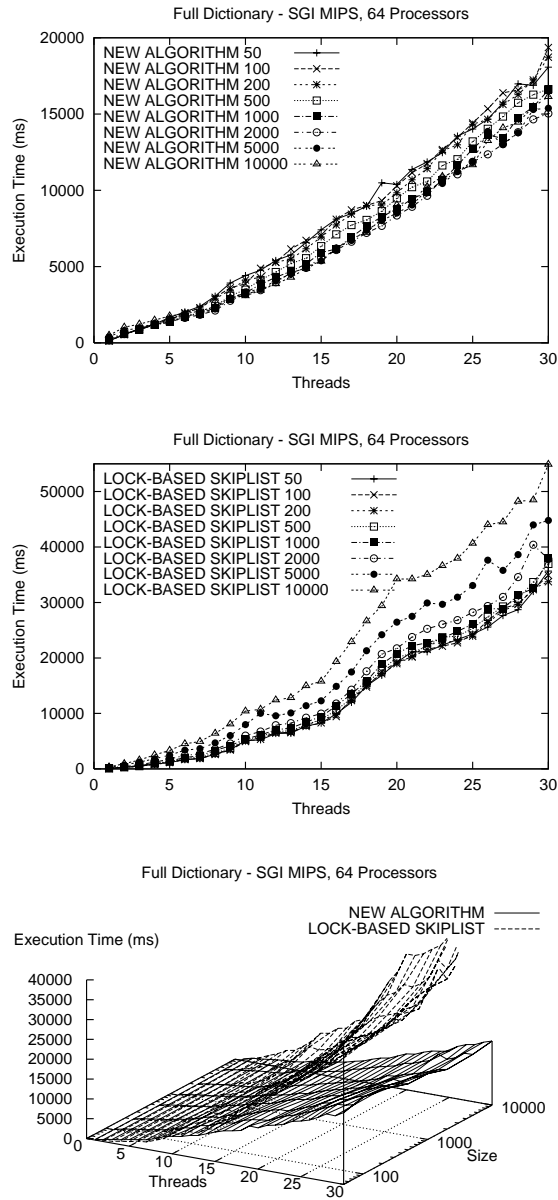 Full Dictionary - SGI MIPS, 64 Processors
20000
15000
10000
5000
0
0 5 10 15 20 25 30
Execution Time (ms)
Threads
NEW ALGORITHM 50
NEW ALGORITHM 100
NEW ALGORITHM 200
NEW ALGORITHM 500
NEW ALGORITHM 1000
NEW ALGORITHM 2000
NEW ALGORITHM 5000
NEW ALGORITHM 10000
Full Dictionary - SGI MIPS, 64 Processors
50000
40000
30000
20000
10000
0
0 5 10 15 20 25 30
Execution Time (ms)
Threads
LOCK-BASED SKIPLIST 50
LOCK-BASED SKIPLIST 100
LOCK-BASED SKIPLIST 200
LOCK-BASED SKIPLIST 500
LOCK-BASED SKIPLIST 1000
LOCK-BASED SKIPLIST 2000
LOCK-BASED SKIPLIST 5000
LOCK-BASED SKIPLIST 10000
Full Dictionary - SGI MIPS, 64 Processors
NEW ALGORITHM
LOCK-BASED SKIPLIST
Execution Time (ms)
40000
35000
30000
25000
20000
15000
10000
5000
0
5 10 15 20 25 30
Threads
100 1000 10000
Size